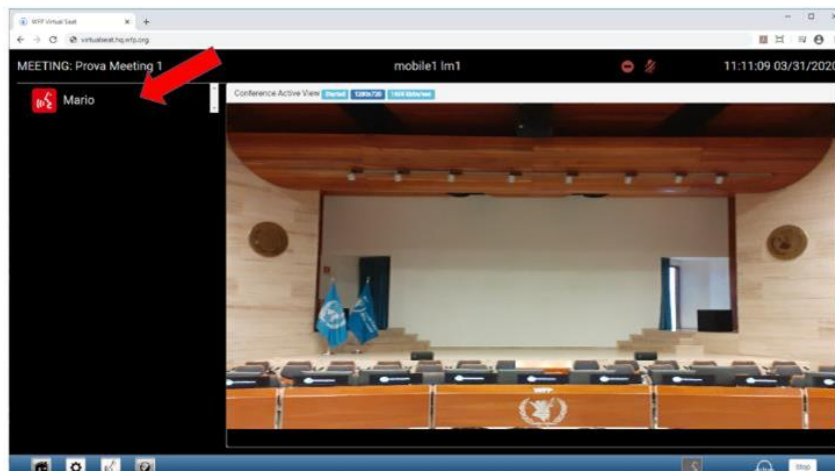 WFP Virtual Seat
virtualseat.hq.wfp.org
MEETING: Prova Meeting 1
mobile1 lm1
11:11:09 03/31/2020
Mario
Conference Active View
Started
1280x720
WFP
Stop